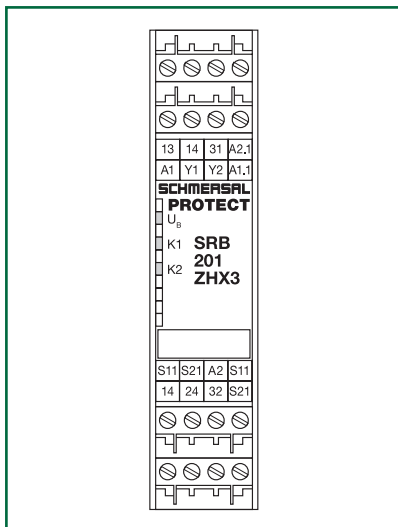 13 14 31 A2.1
A1 Y1 Y2 A1.1
SCHMERSAL
PROTECT
UB
K1 SRB
201
K2 ZHX3
S11 S21 A2 S11
14 24 32 S21